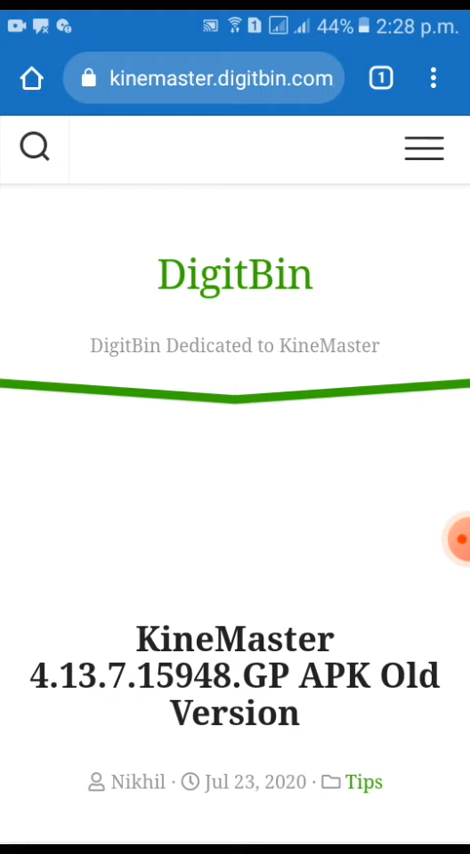 1 44% 2:28 p.m.
kinemaster.digitbin.com 1
DigitBin
DigitBin Dedicated to KineMaster
KineMaster
4.13.7.15948.GP APK Old
Version
Nikhil · Jul 23, 2020 · Tips